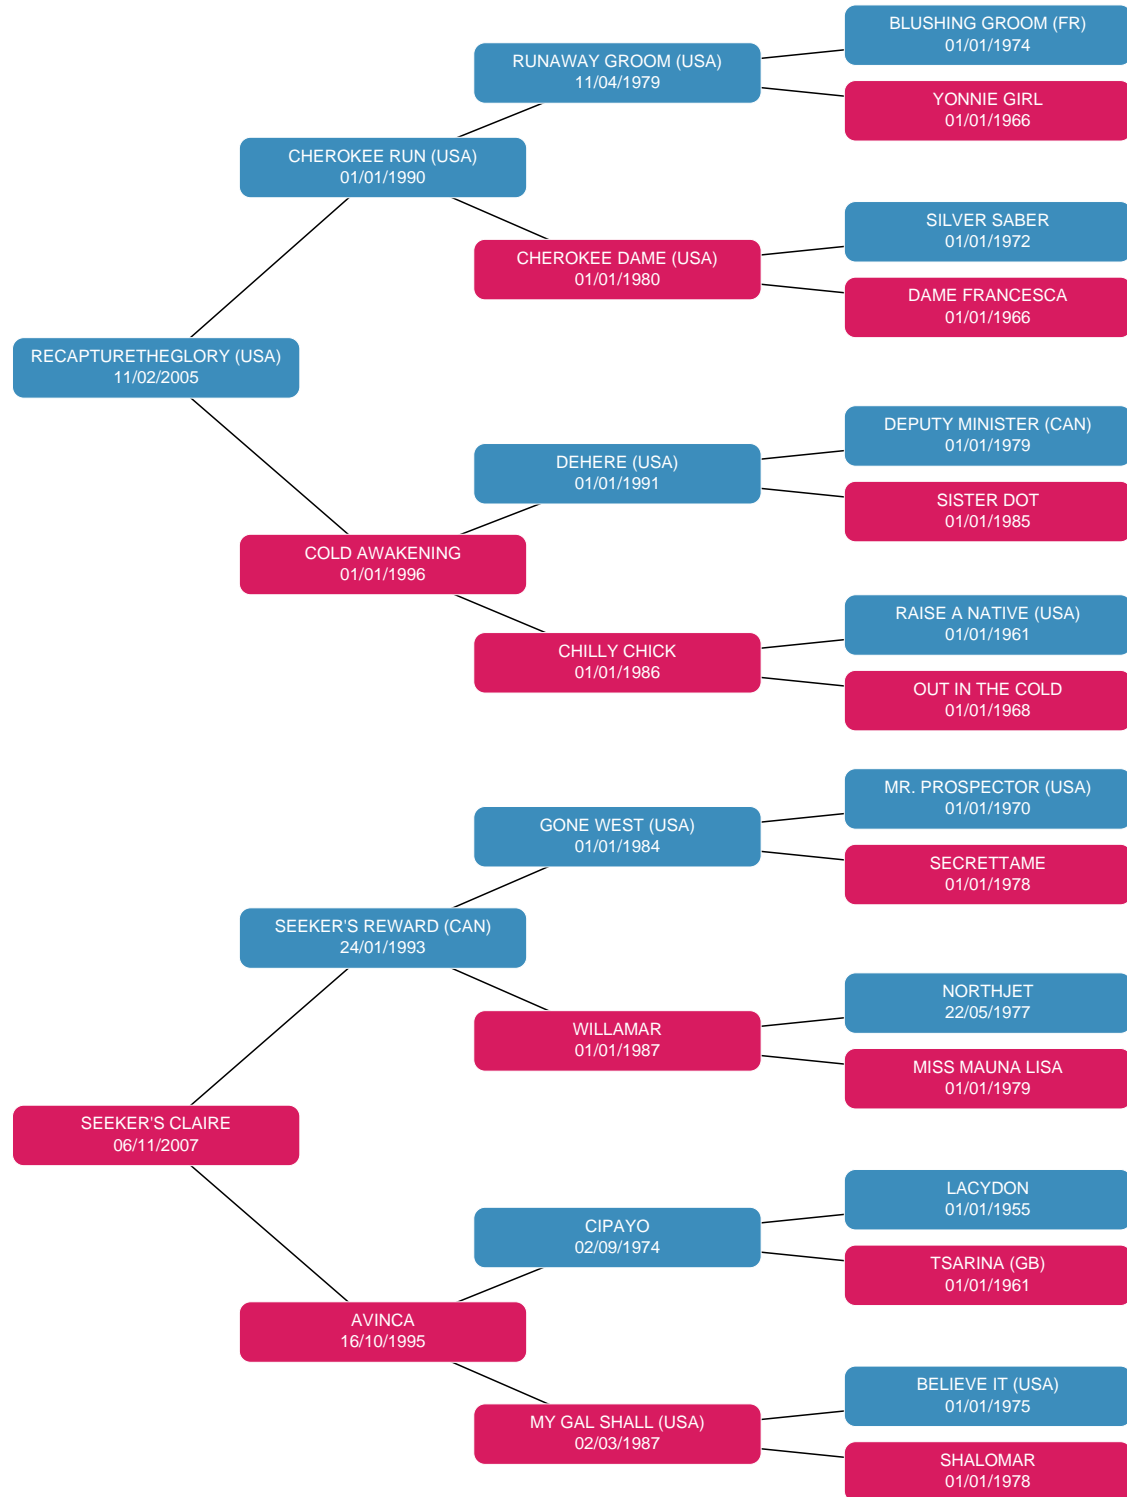 BLUSHING GROOM (FR)
01/01/1974
RUNAWAY GROOM (USA)
11/04/1979
YONNIE GIRL
01/01/1966
CHEROKEE RUN (USA)
01/01/1990
SILVER SABER
01/01/1972
CHEROKEE DAME (USA)
01/01/1980
DAME FRANCESCA
01/01/1966
RECAPTURETHEGLORY (USA)
11/02/2005
DEPUTY MINISTER (CAN)
01/01/1979
DEHERE (USA)
01/01/1991
SISTER DOT
01/01/1985
COLD AWAKENING
01/01/1996
RAISE A NATIVE (USA)
01/01/1961
CHILLY CHICK
01/01/1986
OUT IN THE COLD
01/01/1968
MR. PROSPECTOR (USA)
01/01/1970
GONE WEST (USA)
01/01/1984
SECRETTAME
01/01/1978
SEEKER'S REWARD (CAN)
24/01/1993
NORTHJET
22/05/1977
WILLAMAR
01/01/1987
MISS MAUNA LISA
01/01/1979
SEEKER'S CLAIRE
06/11/2007
LACYDON
01/01/1955
CIPAYO
02/09/1974
TSARINA (GB)
01/01/1961
AVINCA
16/10/1995
BELIEVE IT (USA)
01/01/1975
MY GAL SHALL (USA)
02/03/1987
SHALOMAR
01/01/1978